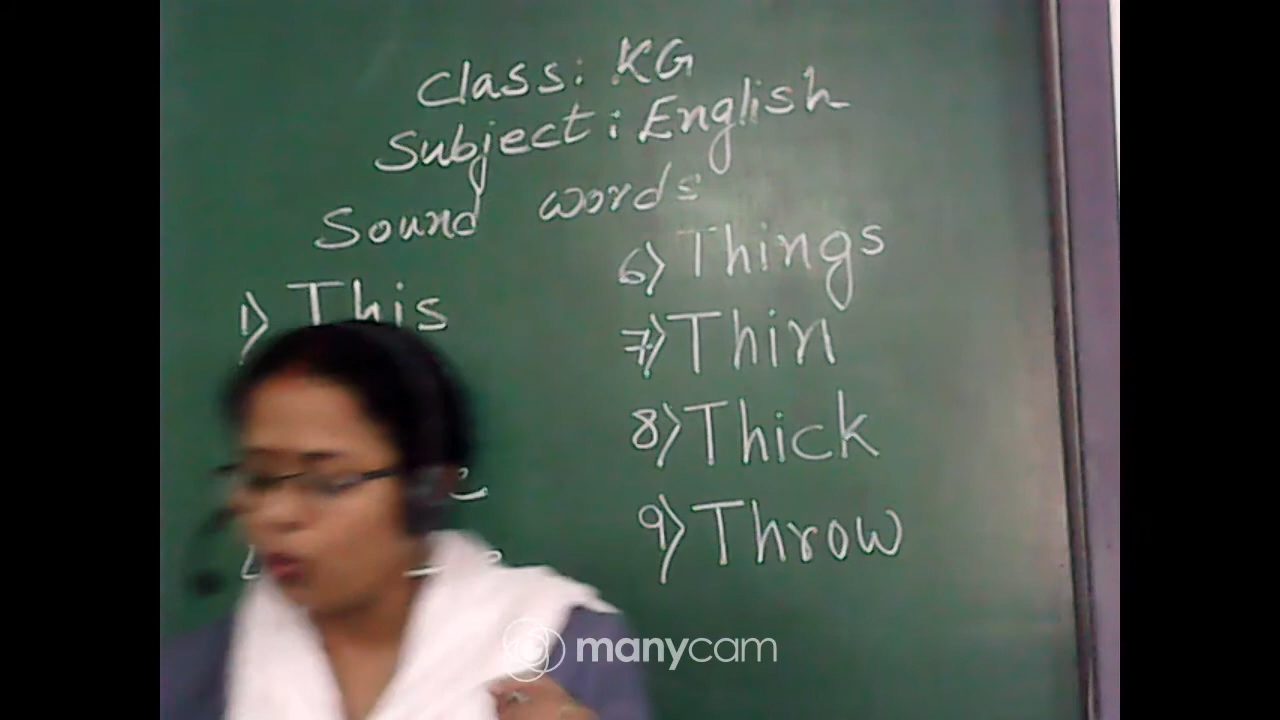 Class: KG
Subject: English
Sound words
1) This
6) Things
7) Thin
8) Thick
9) Throw
manycam